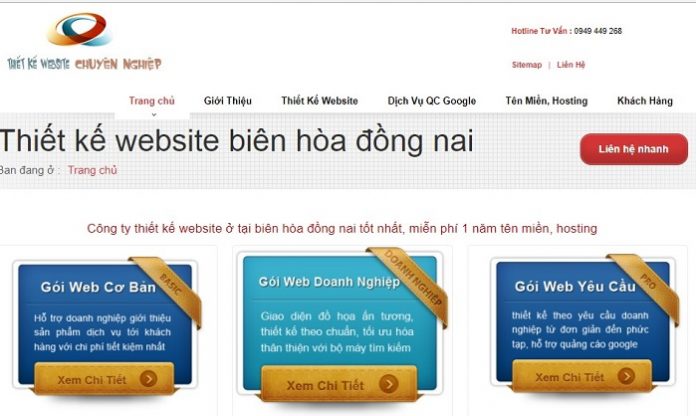 THIẾT KẾ WEBSITE CHUYÊN NGHIỆP
Hotline Tư Vấn : 0949 449 268
Sitemap | Liên Hệ
Trang chủ Giới Thiệu Thiết Kế Website Dịch Vụ QC Google Tên Miền, Hosting Khách Hàng
Thiết kế website biên hòa đồng nai
Liên hệ nhanh
Bạn đang ở : Trang chủ
Công ty thiết kế website ở tại biên hòa đồng nai tốt nhất, miễn phí 1 năm tên miền, hosting
BASIC
Gói Web Cơ Bản
Hỗ trợ doanh nghiệp giới thiệu
sản phẩm dịch vụ tới khách
hàng với chi phí tiết kiệm nhất
Xem Chi Tiết
DOANH NGHIỆP
Gói Web Doanh Nghiệp
Giao diện đồ họa ấn tượng,
thiết kế theo chuẩn, tối ưu hóa
thân thiện với bộ máy tìm kiếm
Xem Chi Tiết
PRO
Gói Web Yêu Cầu
thiết kế theo yêu cầu doanh
nghiệp từ đơn giản đến phức
tạp, hỗ trợ quảng cáo google
Xem Chi Tiết